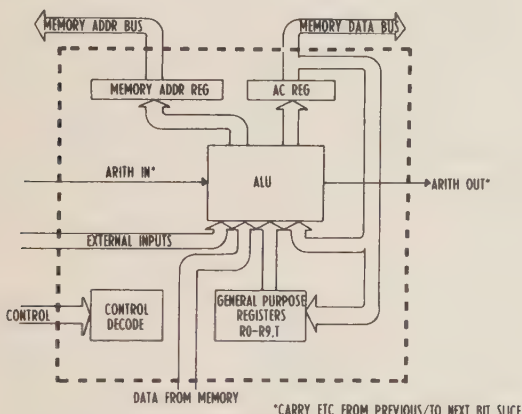 MEMORY ADDR BUS
MEMORY DATA BUS
MEMORY ADDR REG
AC REG
ARITH IN*
ALU
ARITH OUT*
EXTERNAL INPUTS
CONTROL
CONTROL
DECODE
GENERAL PURPOSE
REGISTERS
R0-R9,T
DATA FROM MEMORY
*CARRY ETC FROM PREVIOUS/TO NEXT BIT SLICE